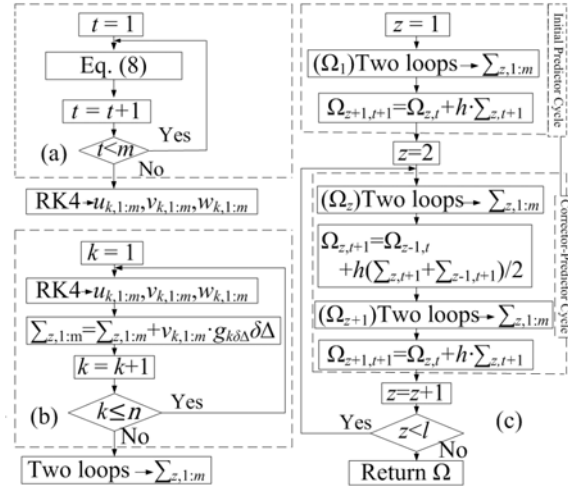 t = 1
Eq. (8)
t = t+1
Yes
(a)
t<m
No
RK4→u_{k,1:m},v_{k,1:m},w_{k,1:m}
k = 1
RK4→u_{k,1:m},v_{k,1:m},w_{k,1:m}
∑_{z,1:m}=∑_{z,1:m}+v_{k,1:m}·g_{kδΔ}δΔ
k = k+1
(b)
k≤n
Yes
No
Two loops→∑_{z,1:m}
z = 1
(Ω_1)Two loops→∑_{z,1:m}
Ω_{z+1,t+1}=Ω_{z,t}+h·∑_{z,t+1}
Initial Predictor Cycle
z=2
(Ω_z)Two loops→∑_{z,1:m}
Ω_{z,t+1}=Ω_{z-1,t}
+h(∑_{z,t+1}+∑_{z-1,t+1})/2
(Ω_{z+1})Two loops→∑_{z,1:m}
Ω_{z+1,t+1}=Ω_{z,t}+h·∑_{z,t+1}
Corrector-Predictor Cycle
z=z+1
Yes
z<l
(c)
No
Return Ω